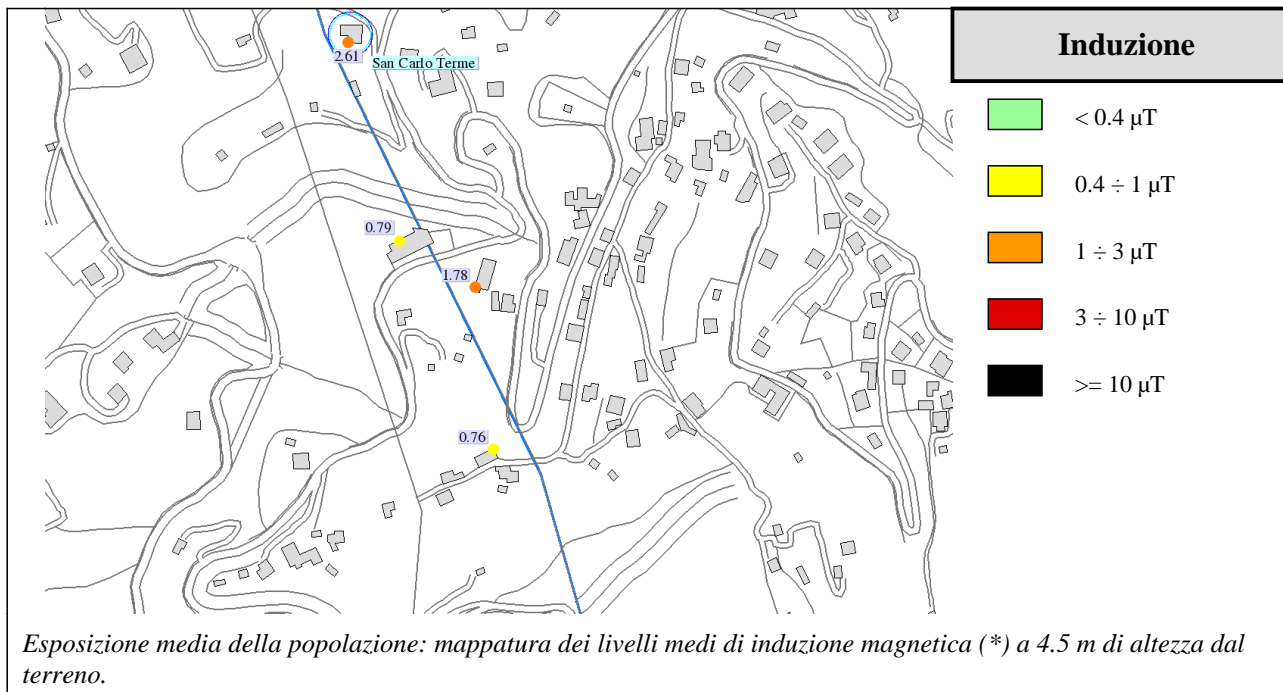 Induzione
2.61
San Carlo Terme
< 0.4 µT
0.4 ÷ 1 µT
0.79
1 ÷ 3 µT
1.78
3 ÷ 10 µT
>= 10 µT
0.76
Esposizione media della popolazione: mappatura dei livelli medi di induzione magnetica (*) a 4.5 m di altezza dal
terreno.